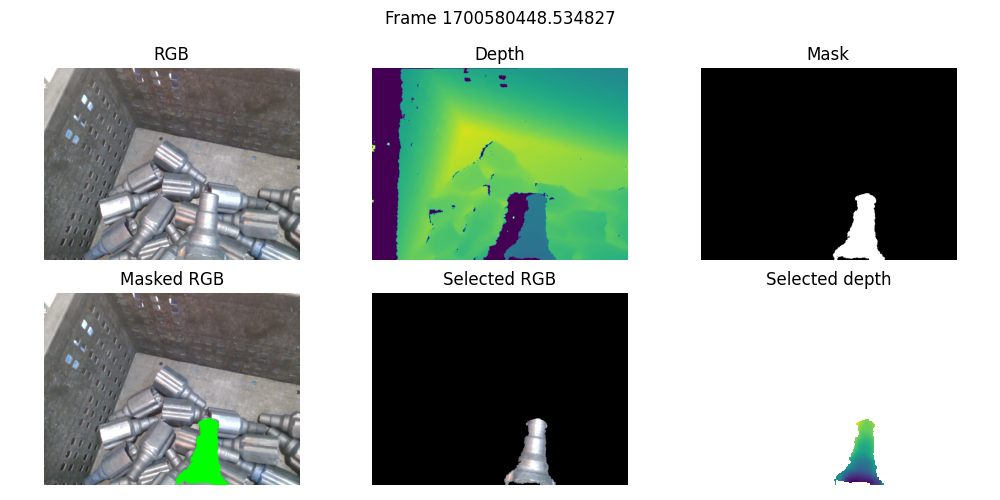 Frame 1700580448.534827
RGB
Depth
Mask
Masked RGB
Selected RGB
Selected depth